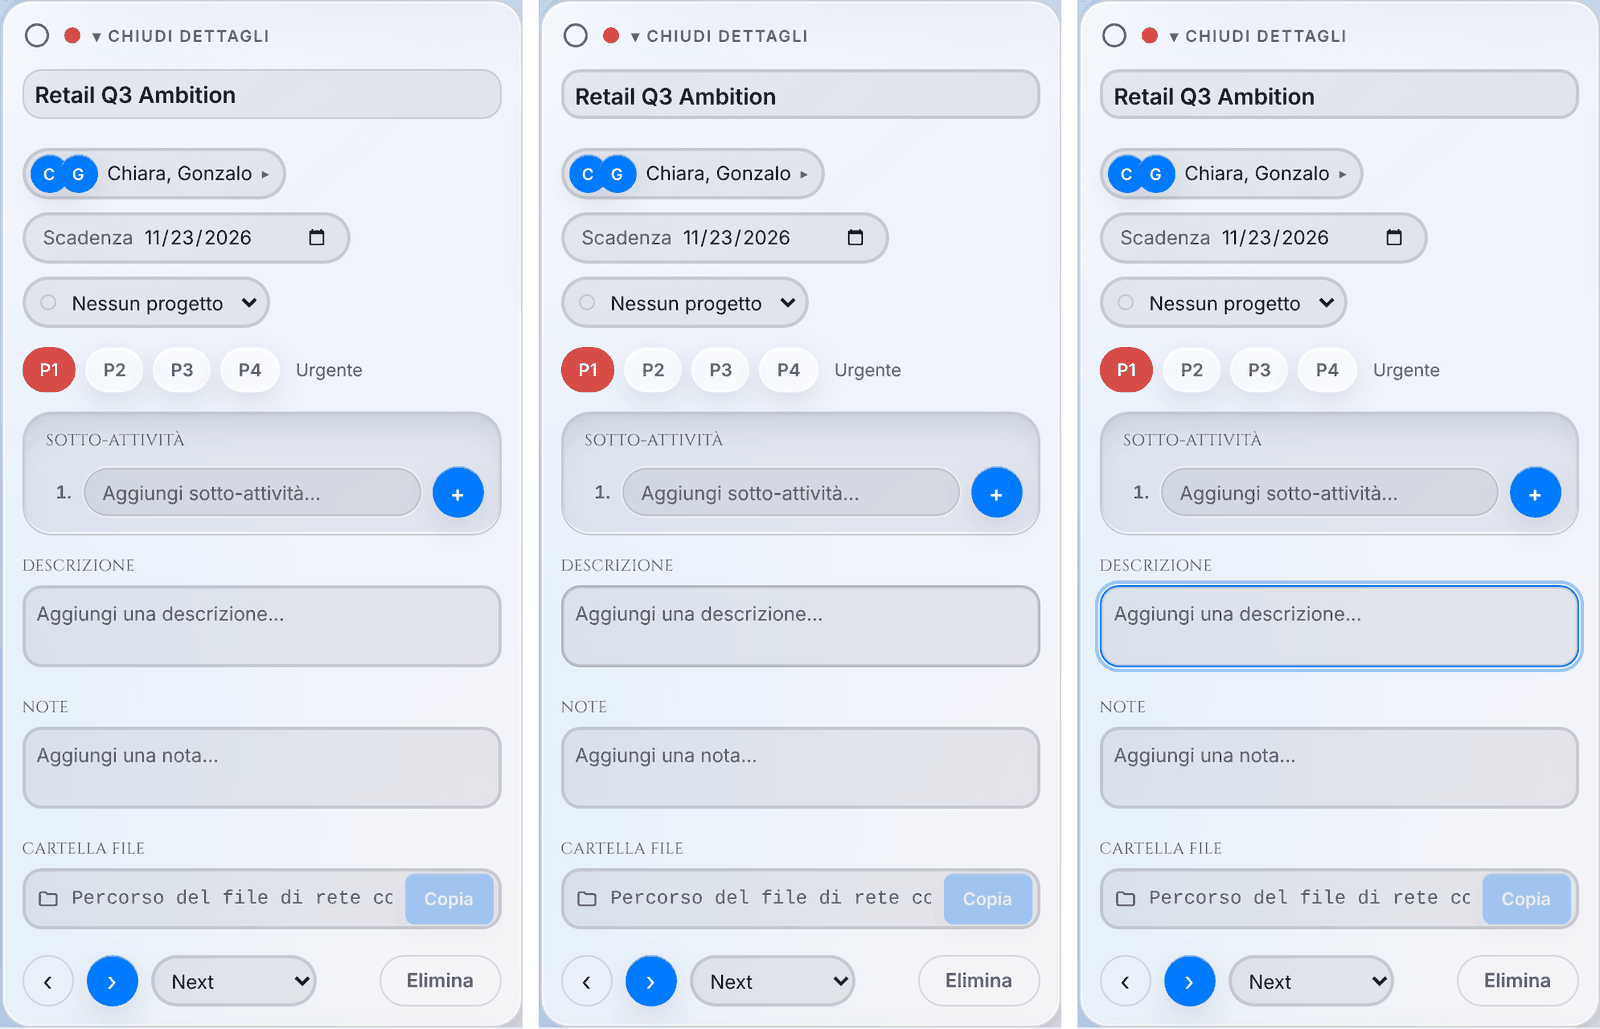 ▾ CHIUDI DETTAGLI
Retail Q3 Ambition
C G Chiara, Gonzalo ▸
Scadenza 11/23/2026
Nessun progetto
P1 P2 P3 P4 Urgente
SOTTO-ATTIVITÀ
1. Aggiungi sotto-attività... +
DESCRIZIONE
Aggiungi una descrizione...
NOTE
Aggiungi una nota...
CARTELLA FILE
Percorso del file di rete cc Copia
‹ › Next Elimina
▾ CHIUDI DETTAGLI
Retail Q3 Ambition
C G Chiara, Gonzalo ▸
Scadenza 11/23/2026
Nessun progetto
P1 P2 P3 P4 Urgente
SOTTO-ATTIVITÀ
1. Aggiungi sotto-attività... +
DESCRIZIONE
Aggiungi una descrizione...
NOTE
Aggiungi una nota...
CARTELLA FILE
Percorso del file di rete cc Copia
‹ › Next Elimina
▾ CHIUDI DETTAGLI
Retail Q3 Ambition
C G Chiara, Gonzalo ▸
Scadenza 11/23/2026
Nessun progetto
P1 P2 P3 P4 Urgente
SOTTO-ATTIVITÀ
1. Aggiungi sotto-attività... +
DESCRIZIONE
Aggiungi una descrizione...
NOTE
Aggiungi una nota...
CARTELLA FILE
Percorso del file di rete cc Copia
‹ › Next Elimina